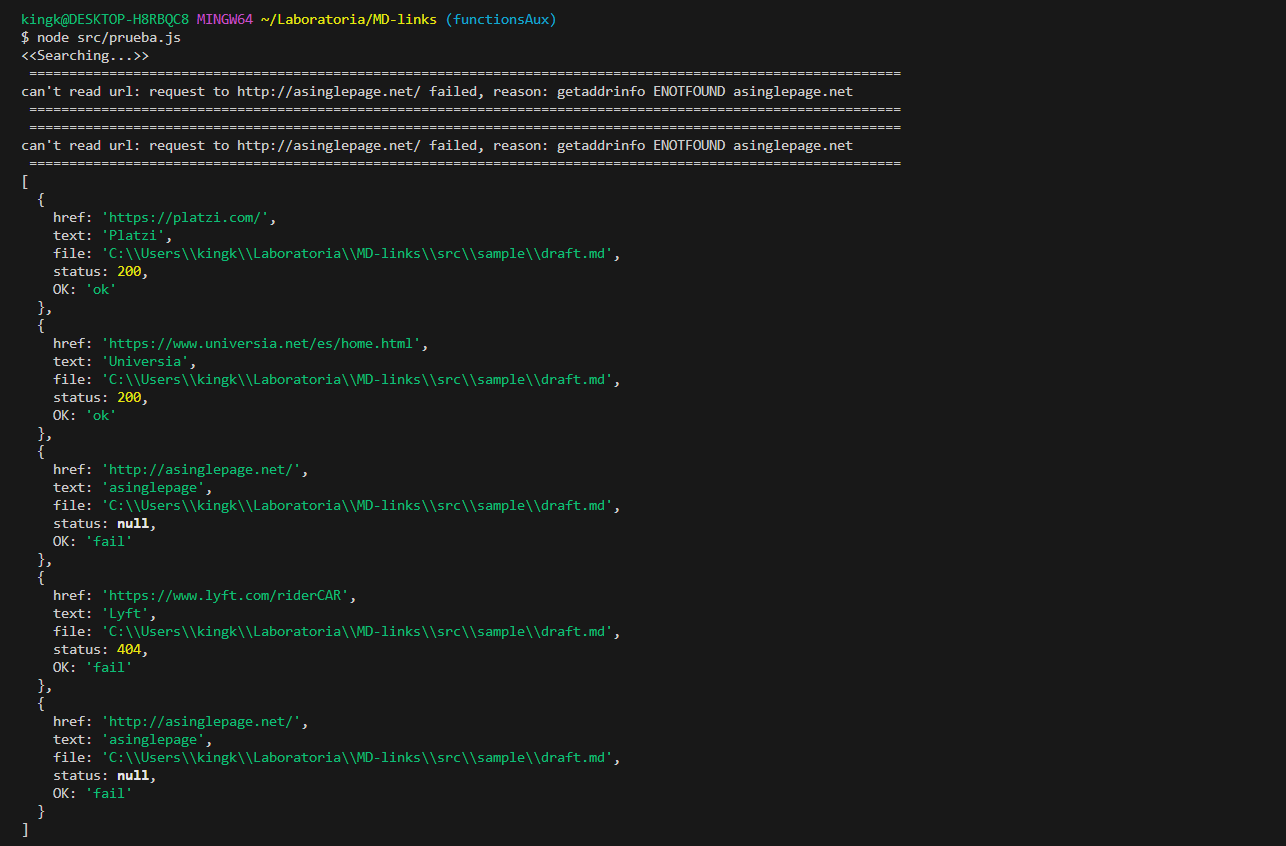 kingk@DESKTOP-H8RBQC8 MINGW64 ~/Laboratoria/MD-links (functionsAux)
$ node src/prueba.js
<<Searching...>>
 =============================================================================================================
can't read url: request to http://asinglepage.net/ failed, reason: getaddrinfo ENOTFOUND asinglepage.net
 =============================================================================================================
 =============================================================================================================
can't read url: request to http://asinglepage.net/ failed, reason: getaddrinfo ENOTFOUND asinglepage.net
 =============================================================================================================
[
  {
    href: 'https://platzi.com/',
    text: 'Platzi',
    file: 'C:\\Users\\kingk\\Laboratoria\\MD-links\\src\\sample\\draft.md',
    status: 200,
    OK: 'ok'
  },
  {
    href: 'https://www.universia.net/es/home.html',
    text: 'Universia',
    file: 'C:\\Users\\kingk\\Laboratoria\\MD-links\\src\\sample\\draft.md',
    status: 200,
    OK: 'ok'
  },
  {
    href: 'http://asinglepage.net/',
    text: 'asinglepage',
    file: 'C:\\Users\\kingk\\Laboratoria\\MD-links\\src\\sample\\draft.md',
    status: null,
    OK: 'fail'
  },
  {
    href: 'https://www.lyft.com/riderCAR',
    text: 'Lyft',
    file: 'C:\\Users\\kingk\\Laboratoria\\MD-links\\src\\sample\\draft.md',
    status: 404,
    OK: 'fail'
  },
  {
    href: 'http://asinglepage.net/',
    text: 'asinglepage',
    file: 'C:\\Users\\kingk\\Laboratoria\\MD-links\\src\\sample\\draft.md',
    status: null,
    OK: 'fail'
  }
]